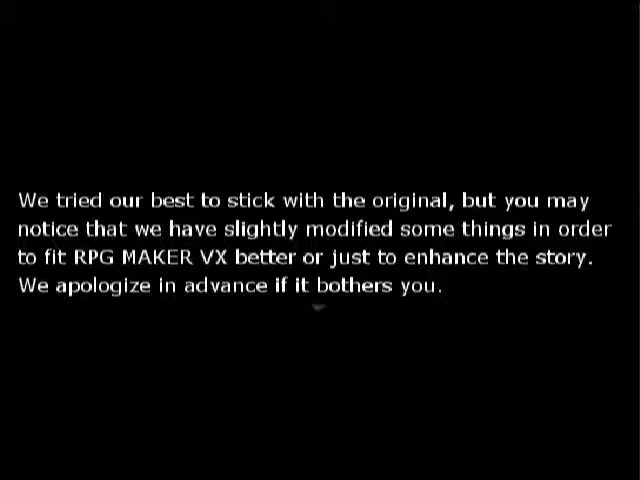 We tried our best to stick with the original, but you may
notice that we have slightly modified some things in order
to fit RPG MAKER VX better or just to enhance the story.
We apologize in advance if it bothers you.